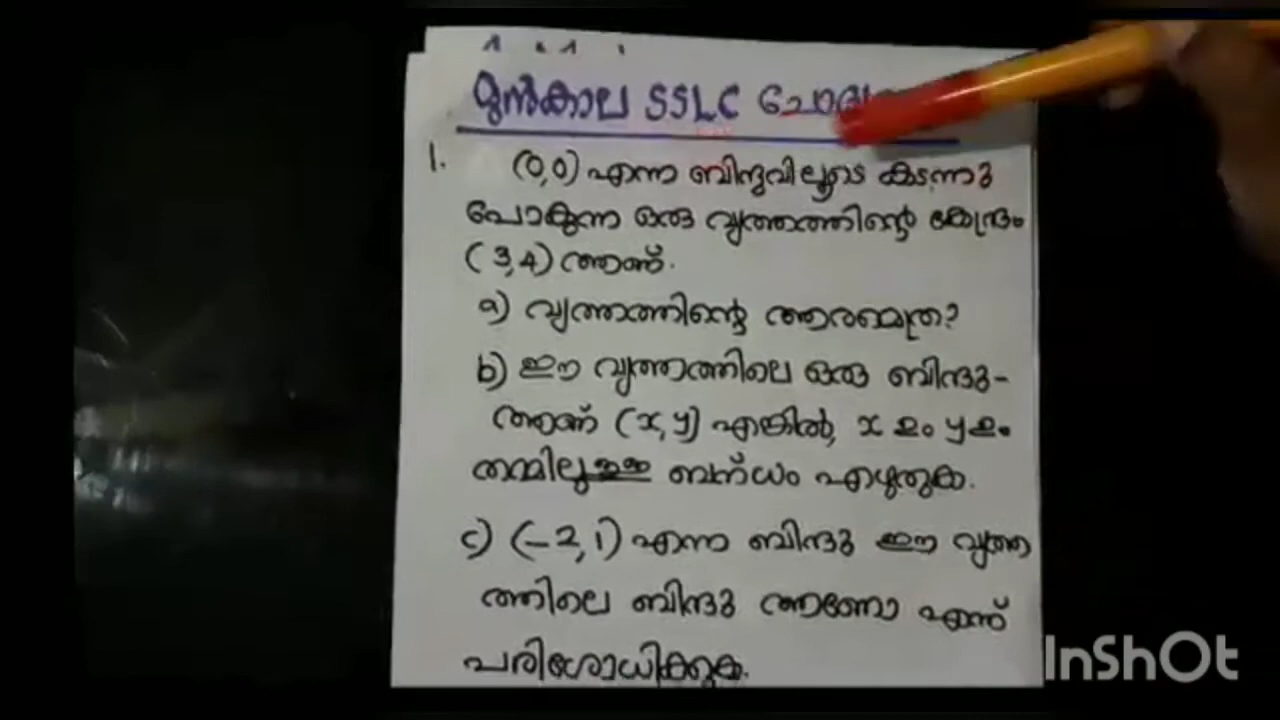 മുൻകാല SSLC
1. (0,0) എന്ന ബിന്ദുവിലൂടെ കടന്നു
പോകുന്ന ഒരു വൃത്തത്തിന്റെ കേന്ദ്രം
(3,4) ആണ്.
a) വൃത്തത്തിന്റെ ആരമെത്ര?
b) ഈ വൃത്തത്തിലെ ഒരു ബിന്ദു-
ആണ് (x,y) എങ്കിൽ, x ഉം y ഉം
തമ്മിലുള്ള ബന്ധം എഴുതുക.
c) (-2,1) എന്ന ബിന്ദു ഈ വൃത്ത
ത്തിലെ ബിന്ദു ആണോ എന്ന്
പരിശോധിക്കുക.
InShOt